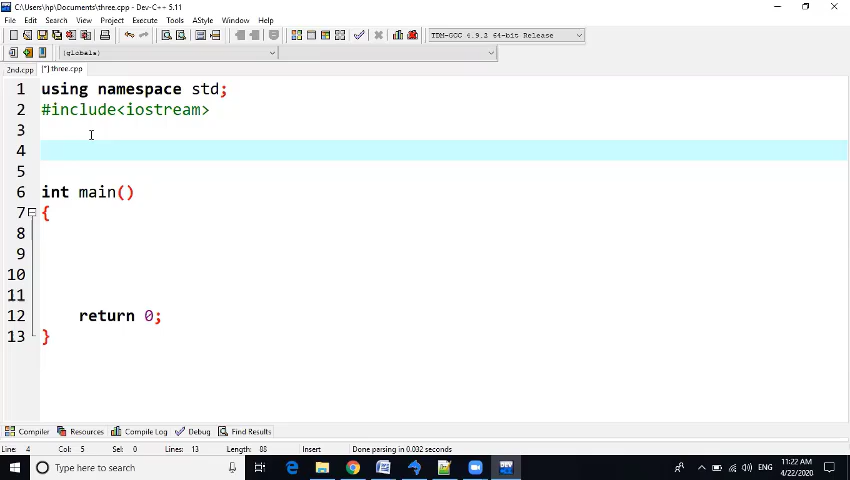 C:\Users\hp\Documents\three.cpp - Dev-C++ 5.11
File Edit Search View Project Execute Tools AStyle Window Help
TDM-GCC 4.9.2 64-bit Release
(globals)
2nd.cpp [*] three.cpp
1 using namespace std;
2 #include<iostream>
3
4
5
6 int main()
7 {
8
9
10
11
12 return 0;
13 }
Compiler Resources Compile Log Debug Find Results
Line: 4 Col: 5 Sel: 0 Lines: 13 Length: 88 Insert Done parsing in 0.032 seconds
Type here to search
ENG
11:22 AM
4/22/2020